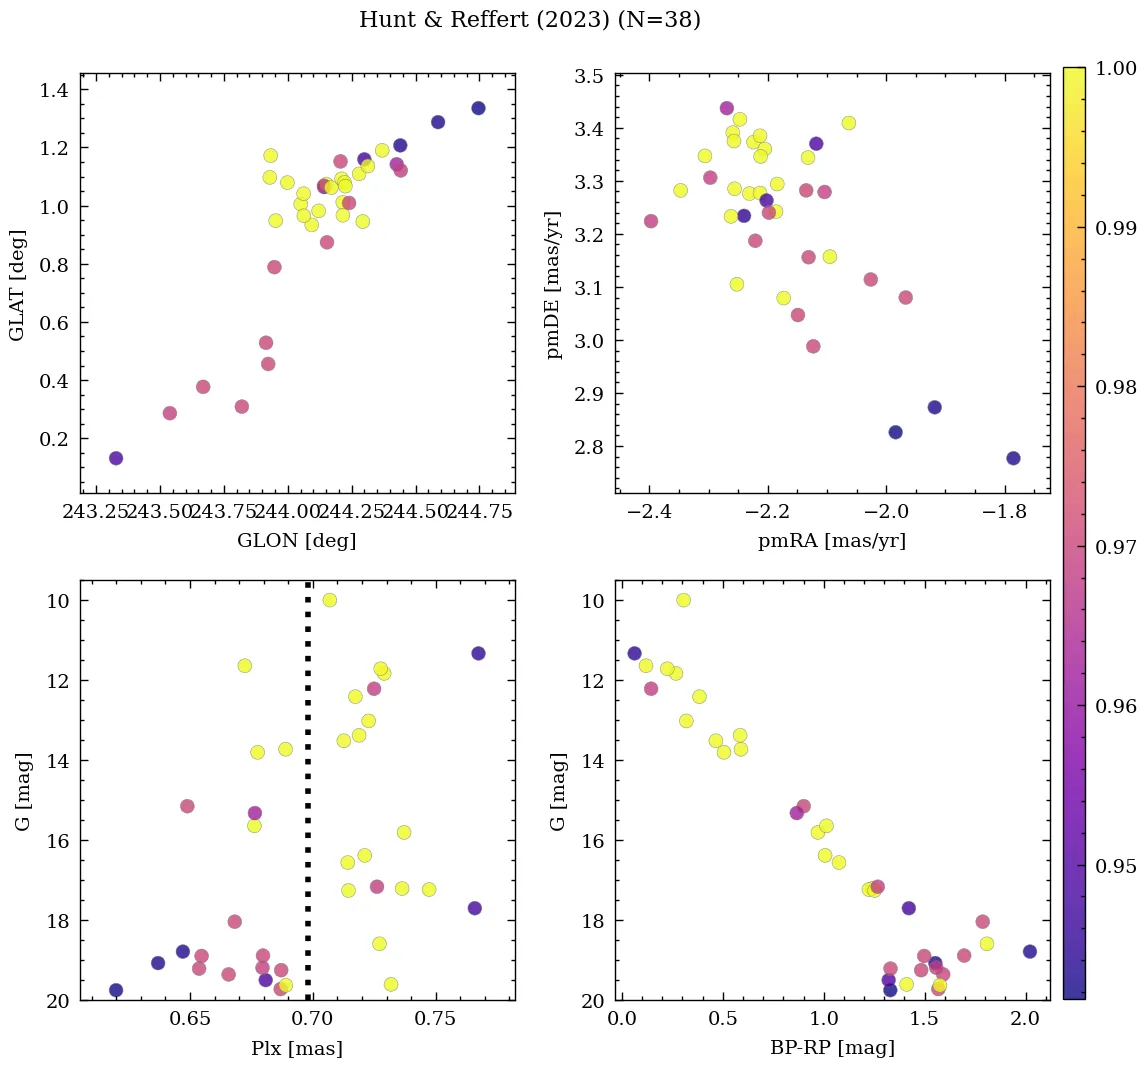 Hunt & Reffert (2023) (N=38)
1.4
1.2
1.0
0.8
0.6
0.4
0.2
GLAT [deg]
243.25 243.50 243.75 244.00 244.25 244.50 244.75
GLON [deg]
3.5
3.4
3.3
3.2
3.1
3.0
2.9
2.8
pmDE [mas/yr]
−2.4 −2.2 −2.0 −1.8
pmRA [mas/yr]
1.00
0.99
0.98
0.97
0.96
0.95
10
12
14
16
18
20
G [mag]
0.65 0.70 0.75
Plx [mas]
10
12
14
16
18
20
G [mag]
0.0 0.5 1.0 1.5 2.0
BP-RP [mag]